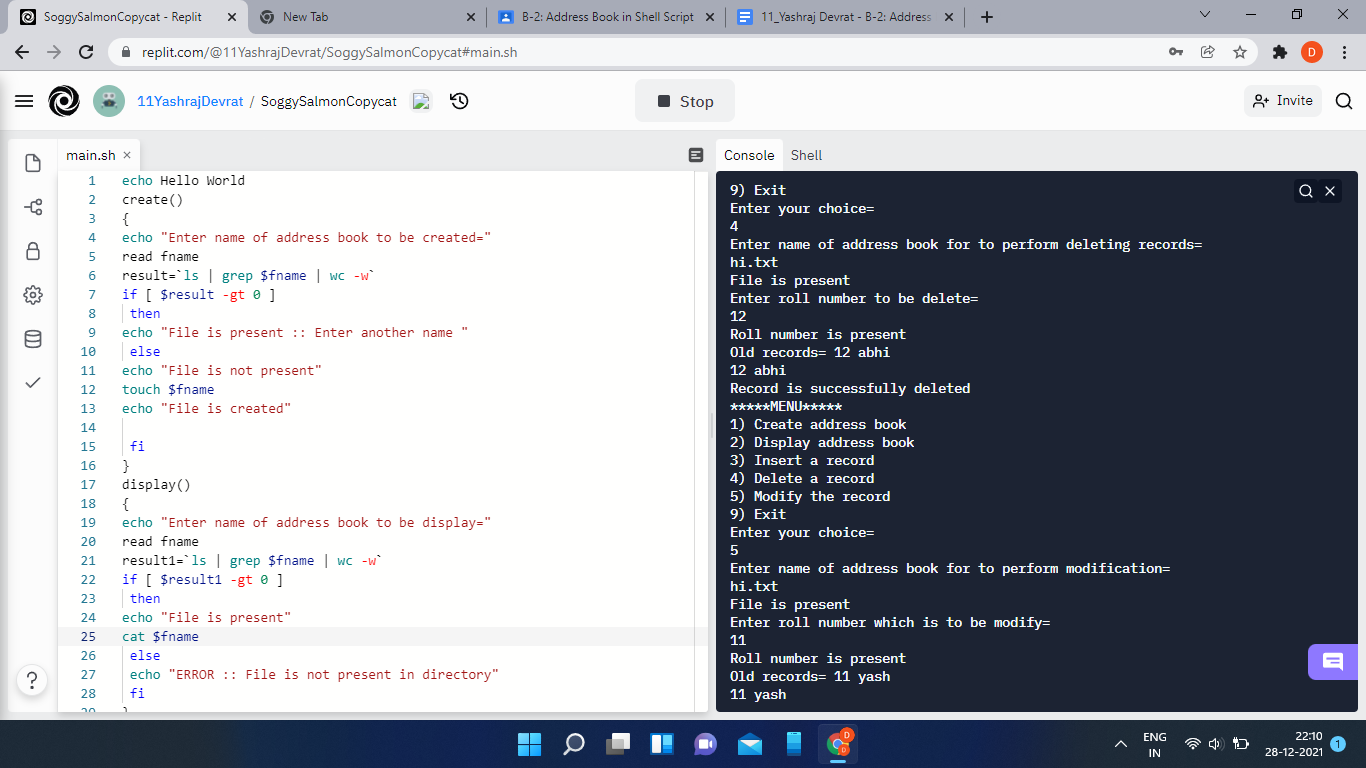 SoggySalmonCopycat - Replit
New Tab
B-2: Address Book in Shell Script
11_Yashraj Devrat - B-2: Address
replit.com/@11YashrajDevrat/SoggySalmonCopycat#main.sh
D
11YashrajDevrat / SoggySalmonCopycat
Stop
Invite
main.sh
1 echo Hello World
2 create()
3 {
4 echo "Enter name of address book to be created="
5 read fname
6 result=`ls | grep $fname | wc -w`
7 if [ $result -gt 0 ]
8 then
9 echo "File is present :: Enter another name "
10 else
11 echo "File is not present"
12 touch $fname
13 echo "File is created"
14
15 fi
16 }
17 display()
18 {
19 echo "Enter name of address book to be display="
20 read fname
21 result1=`ls | grep $fname | wc -w`
22 if [ $result1 -gt 0 ]
23 then
24 echo "File is present"
25 cat $fname
26 else
27 echo "ERROR :: File is not present in directory"
28 fi
29 }
Console
Shell
9) Exit
Enter your choice=
4
Enter name of address book for to perform deleting records=
hi.txt
File is present
Enter roll number to be delete=
12
Roll number is present
Old records= 12 abhi
12 abhi
Record is successfully deleted
*****MENU*****
1) Create address book
2) Display address book
3) Insert a record
4) Delete a record
5) Modify the record
9) Exit
Enter your choice=
5
Enter name of address book for to perform modification=
hi.txt
File is present
Enter roll number which is to be modify=
11
Roll number is present
Old records= 11 yash
11 yash
?
D
D
ENG
IN
22:10
28-12-2021
1